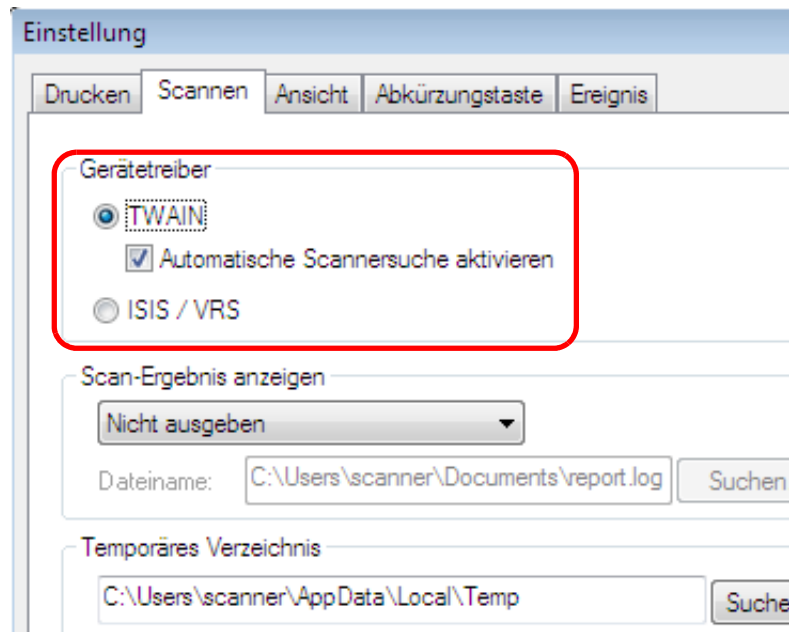 Einstellung
Drucken Scannen Ansicht Abkürzungstaste Ereignis
Gerätetreiber
TWAIN
Automatische Scannersuche aktivieren
ISIS / VRS
Scan-Ergebnis anzeigen
Nicht ausgeben
Dateiname: C:\Users\scanner\Documents\report.log Suchen
Temporäres Verzeichnis
C:\Users\scanner\AppData\Local\Temp Suche